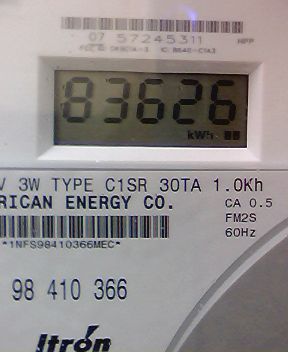 07 57245311
83626
kWh
V 3W TYPE C1SR 30TA 1.0Kh
RICAN ENERGY CO.
CA 0.5
FM2S
60Hz
*1NFS98410366MEC*
98 410 366
Itrón